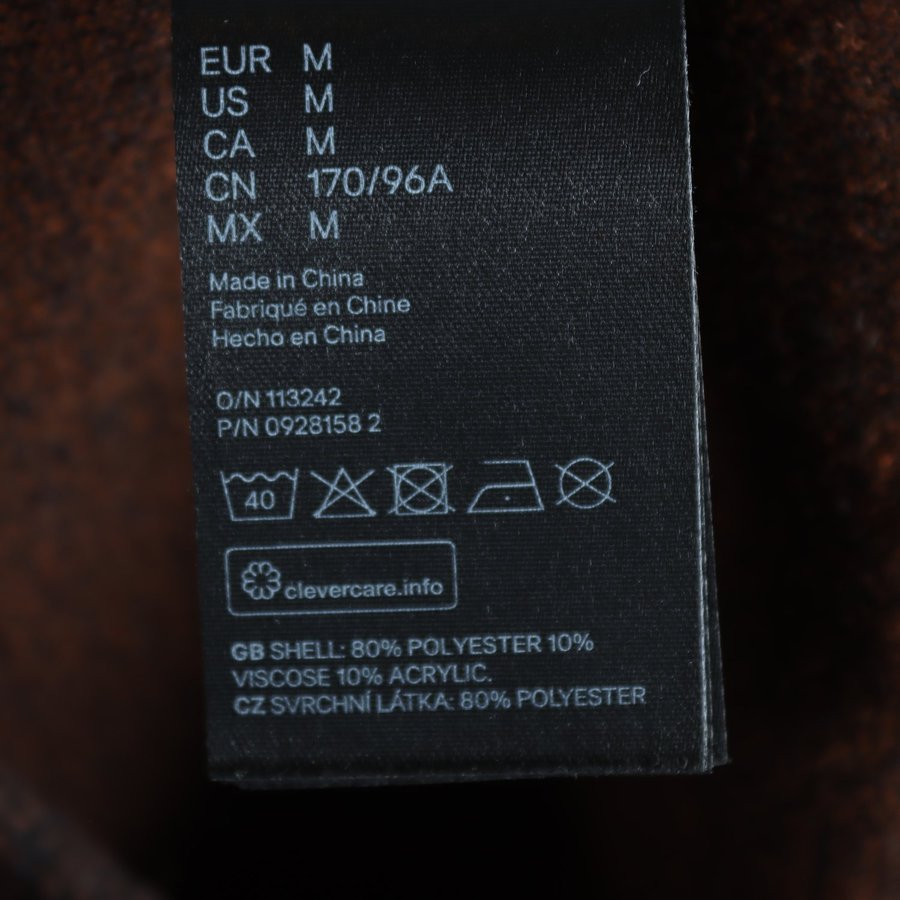 EUR M
US M
CA M
CN 170/96A
MX M
Made in China
Fabriqué en Chine
Hecho en China
O/N 113242
P/N 0928158 2
40
clevercare.info
GB SHELL: 80% POLYESTER 10%
VISCOSE 10% ACRYLIC.
CZ SVRCHNÍ LÁTKA: 80% POLYESTER